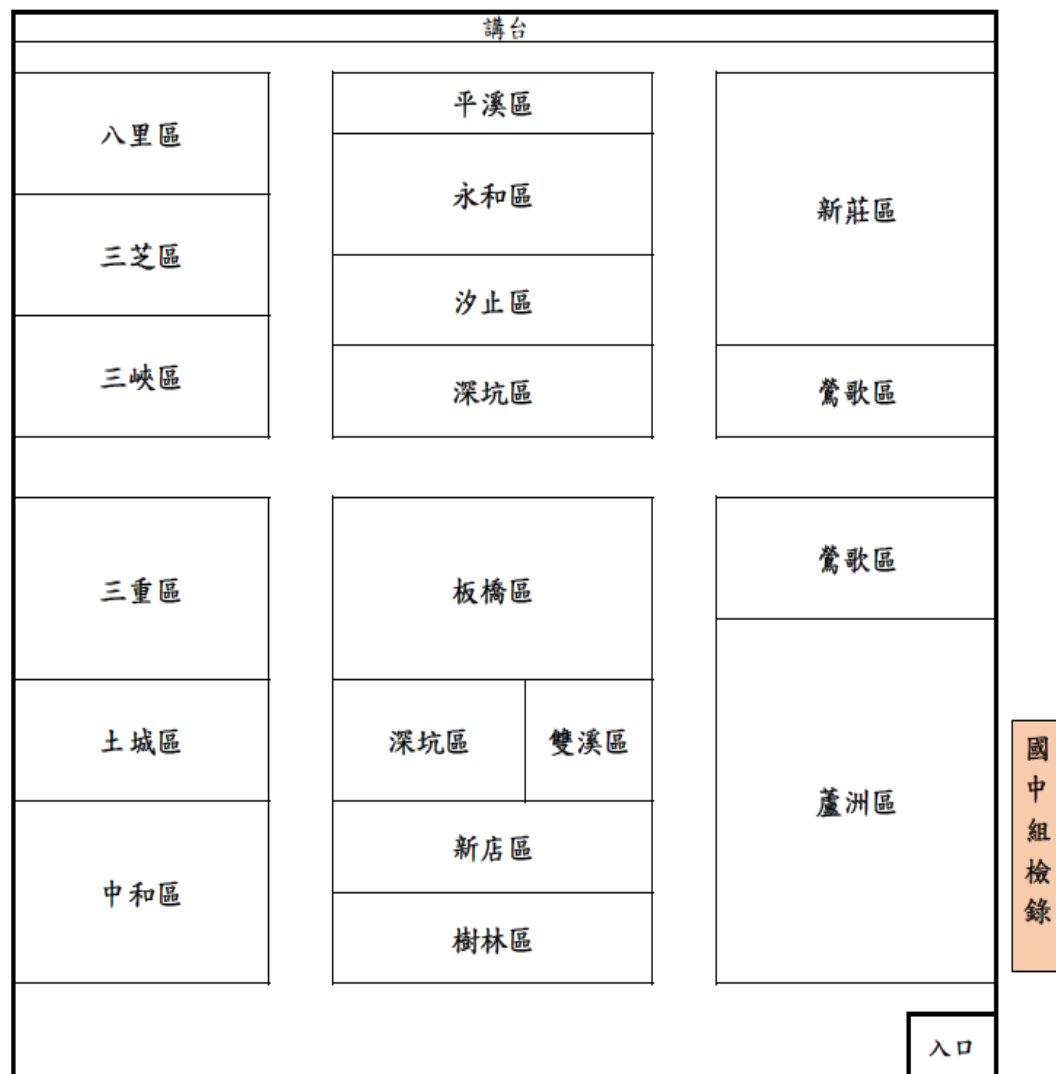 講台
八里區
三芝區
三峽區
平溪區
永和區
汐止區
深坑區
新莊區
鶯歌區
三重區
土城區
中和區
板橋區
深坑區
雙溪區
新店區
樹林區
鶯歌區
蘆洲區
國中組檢錄
入口